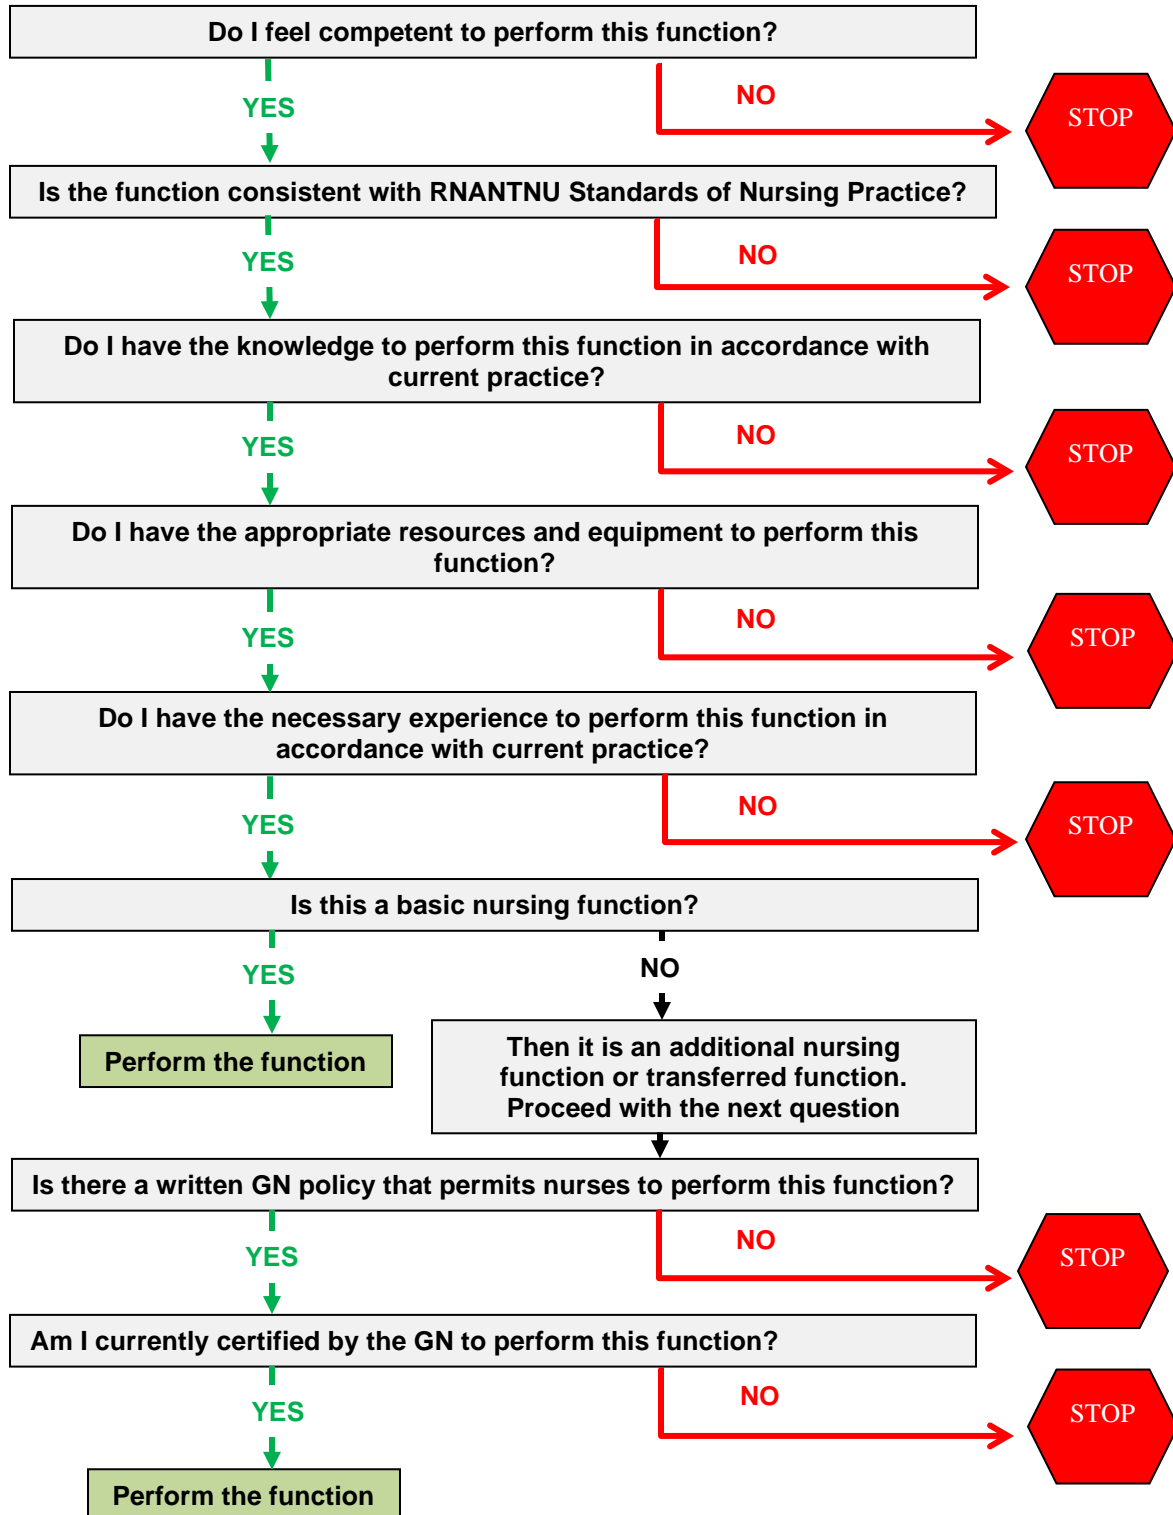 Do I feel competent to perform this function?
YES
NO
STOP
Is the function consistent with RNANTNU Standards of Nursing Practice?
YES
NO
STOP
Do I have the knowledge to perform this function in accordance with
current practice?
YES
NO
STOP
Do I have the appropriate resources and equipment to perform this
function?
YES
NO
STOP
Do I have the necessary experience to perform this function in
accordance with current practice?
YES
NO
STOP
Is this a basic nursing function?
YES
NO
Perform the function
Then it is an additional nursing
function or transferred function.
Proceed with the next question
Is there a written GN policy that permits nurses to perform this function?
YES
NO
STOP
Am I currently certified by the GN to perform this function?
YES
NO
STOP
Perform the function